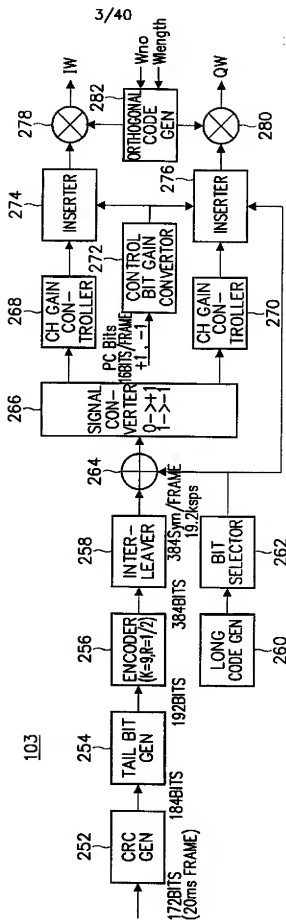 3/40
103
172BITS
(20ms FRAME)
252
CRC
GEN
184BITS
254
TAIL BIT
GEN
192BITS
256
ENCODER
(K=9,R=1/2)
384BITS
258
INTER-
LEAVER
384Sym/FRAME
19.2ksps
260
LONG
CODE GEN
262
BIT
SELECTOR
264
266
SIGNAL CON-
VERTER
0->+1
1->-1
268
CH GAIN
CON-
TROLLER
PC Bits
16BITS/FRAME
+1, -1
272
CONTROL
BIT GAIN
CONVERTOR
CH GAIN
CON-
TROLLER
270
274
INSERTER
276
INSERTER
278
IW
282
ORTHOGONAL
CODE
GEN
Wno
Wlength
QW
280